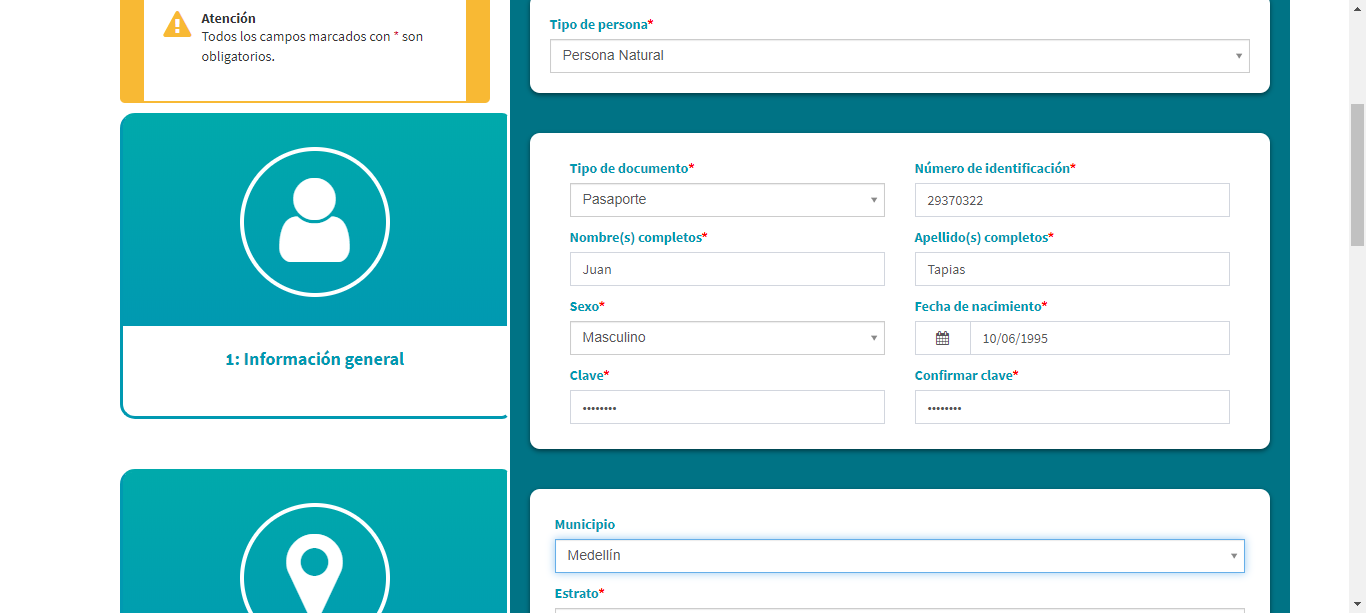 Atención
Todos los campos marcados con * son
obligatorios.
Tipo de persona*
Persona Natural
1: Información general
Tipo de documento*
Número de identificación*
Pasaporte
29370322
Nombre(s) completos*
Apellido(s) completos*
Juan
Tapias
Sexo*
Fecha de nacimiento*
Masculino
10/06/1995
Clave*
Confirmar clave*
••••••••
••••••••
Municipio
Medellín
Estrato*